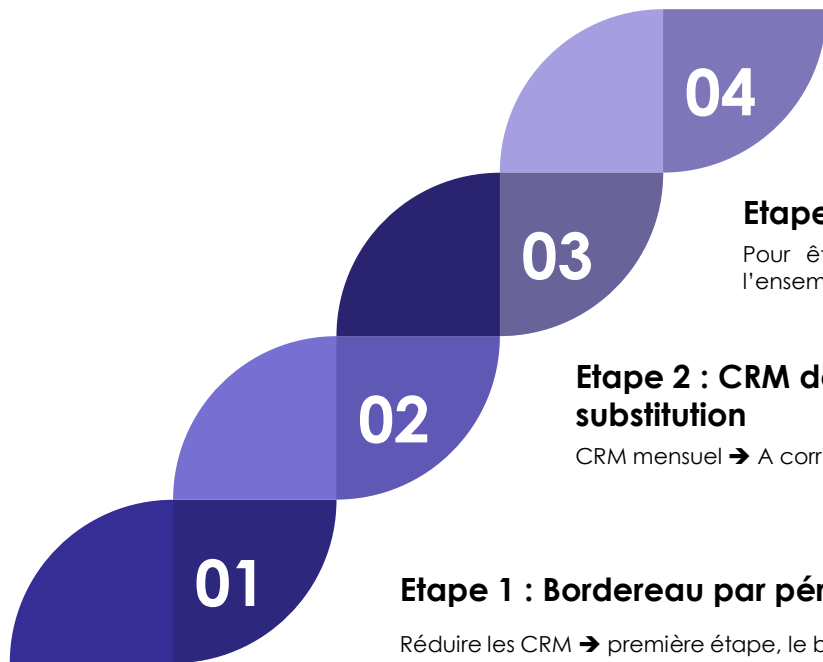 04
03
Etape
Pour
l’ensem
02
Etape 2 : CRM
substitution
CRM mensuel ➔ A corr
01
Etape 1 : Bordereau par pér
Réduire les CRM ➔ première étape, le b